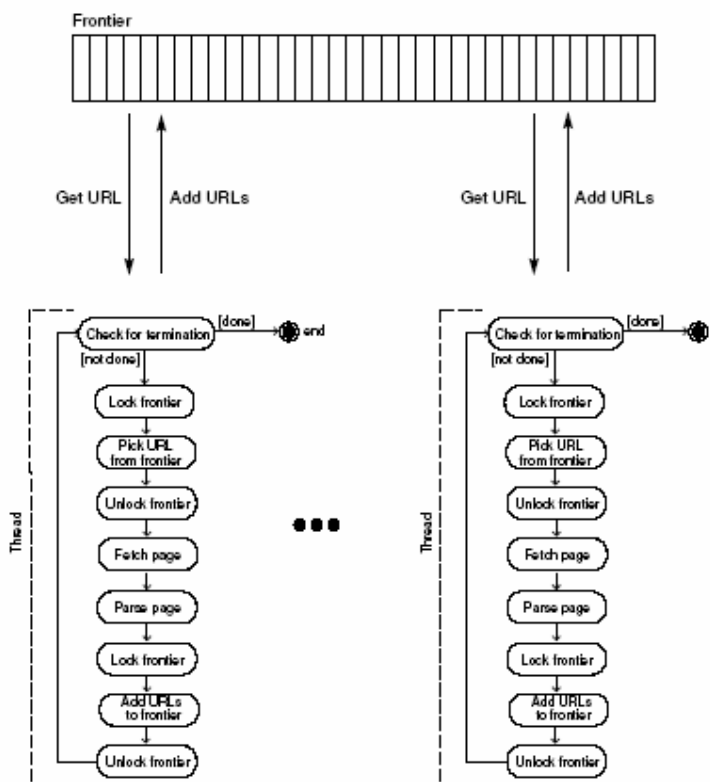 Frontier
Get URL
Add URLs
Get URL
Add URLs
Thread
Check for termination
[done]
end
[not done]
Lock frontier
Pick URL
from frontier
Unlock frontier
Fetch page
Parse page
Lock frontier
Add URLs
to frontier
Unlock frontier
Thread
Check for termination
[done]
[not done]
Lock frontier
Pick URL
from frontier
Unlock frontier
Fetch page
Parse page
Lock frontier
Add URLs
to frontier
Unlock frontier